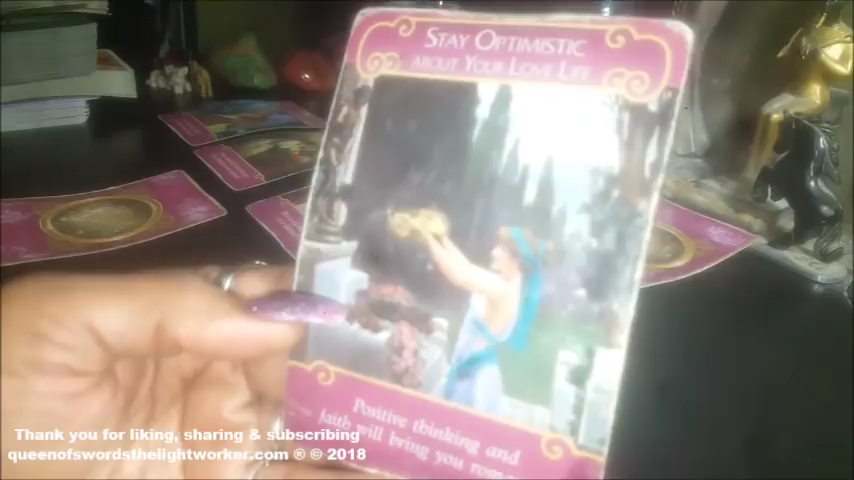 STAY OPTIMISTIC
ABOUT YOUR LOVE LIFE
Positive thinking and
faith will bring you
Thank you for liking, sharing & subscribing
queenofswordsthelightworker.com ® © 2018